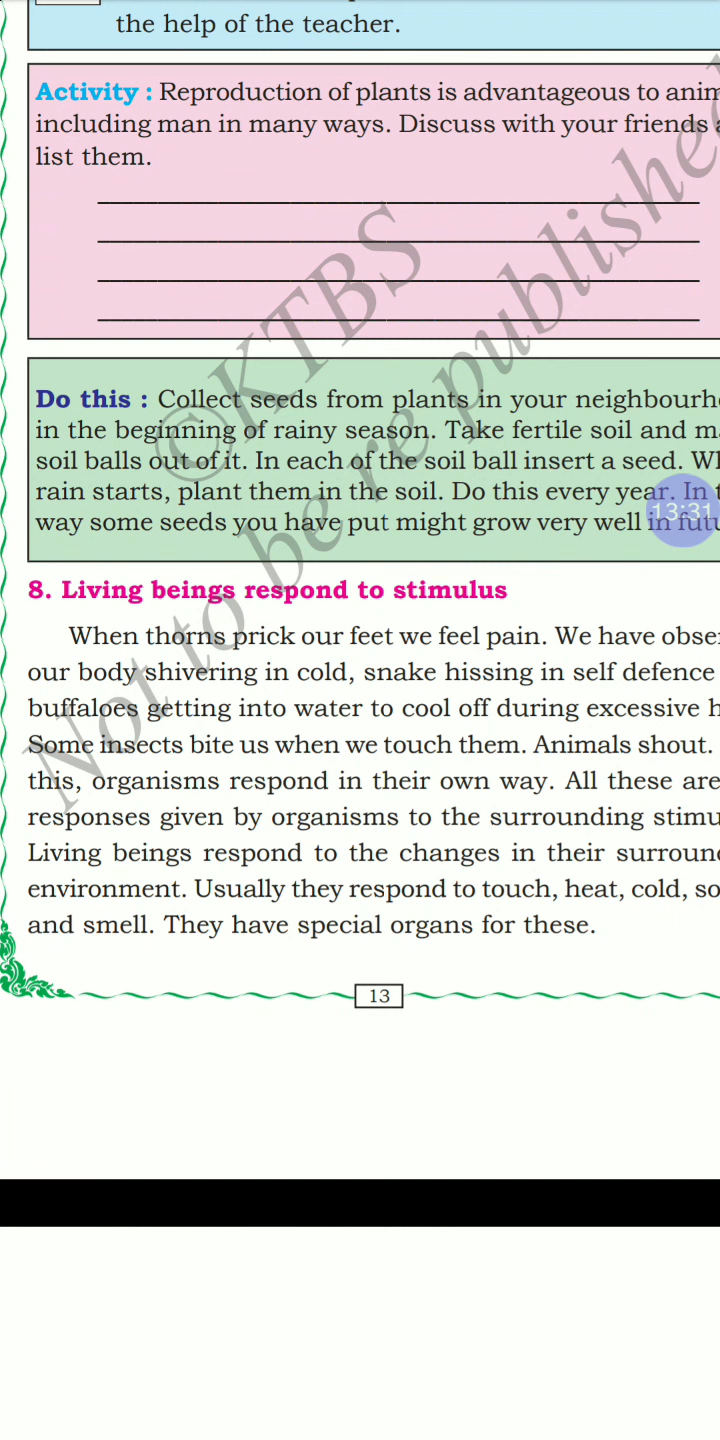 the help of the teacher.
Activity : Reproduction of plants is advantageous to
including man in many ways. Discuss with your friends
list them.
Do this : Collect seeds from plants in your
in the beginning of rainy season. Take fertile soil and
soil balls out of it. In each of the soil ball insert a seed.
rain starts, plant them in the soil. Do this every year. In
way some seeds you have put might grow very well in
13:31
8. Living beings respond to stimulus
When thorns prick our feet we feel pain. We have
our body shivering in cold, snake hissing in self defence
buffaloes getting into water to cool off during excessive
Some insects bite us when we touch them. Animals shout.
this, organisms respond in their own way. All these are
responses given by organisms to the surrounding
Living beings respond to the changes in their
environment. Usually they respond to touch, heat, cold,
and smell. They have special organs for these.
13
©KTBS
Not to be re published